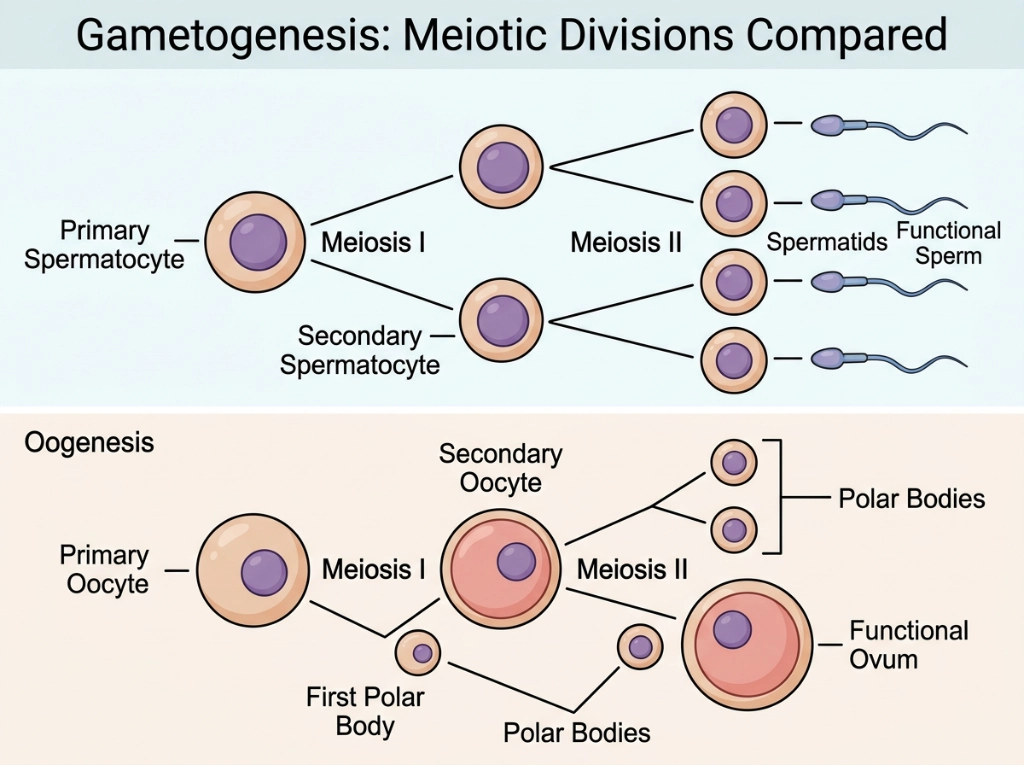 Gametogenesis: Meiotic Divisions Compared
Primary
Spermatocyte
Meiosis I
Secondary
Spermatocyte
Meiosis II
Spermatids
Functional
Sperm
Oogenesis
Primary
Oocyte
Meiosis I
First Polar
Body
Secondary
Oocyte
Meiosis II
Polar Bodies
Polar Bodies
Functional
Ovum